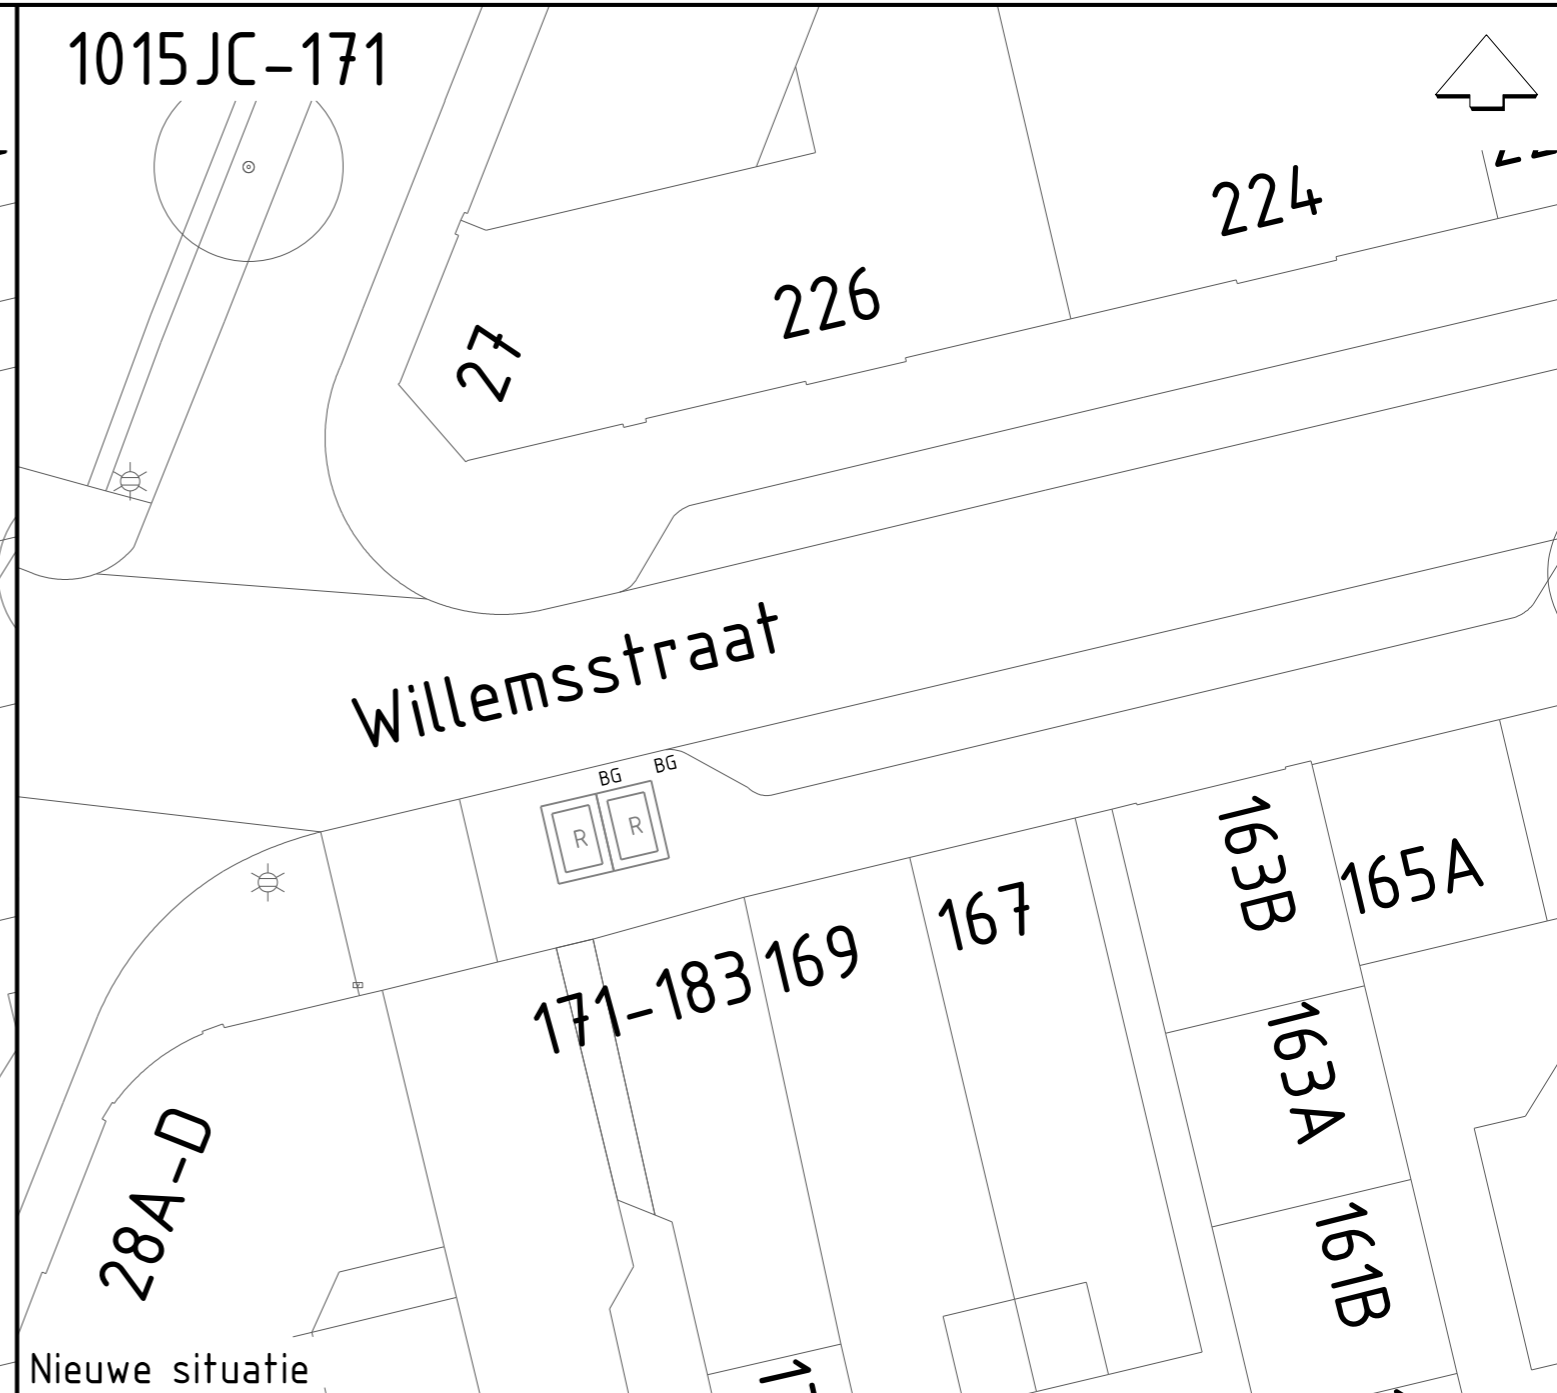 1015JC-171
224
226
27
Willemsstraat
BG BG
R R
163B
165A
167
169
171-183
163A
28A-D
161B
Nieuwe situatie